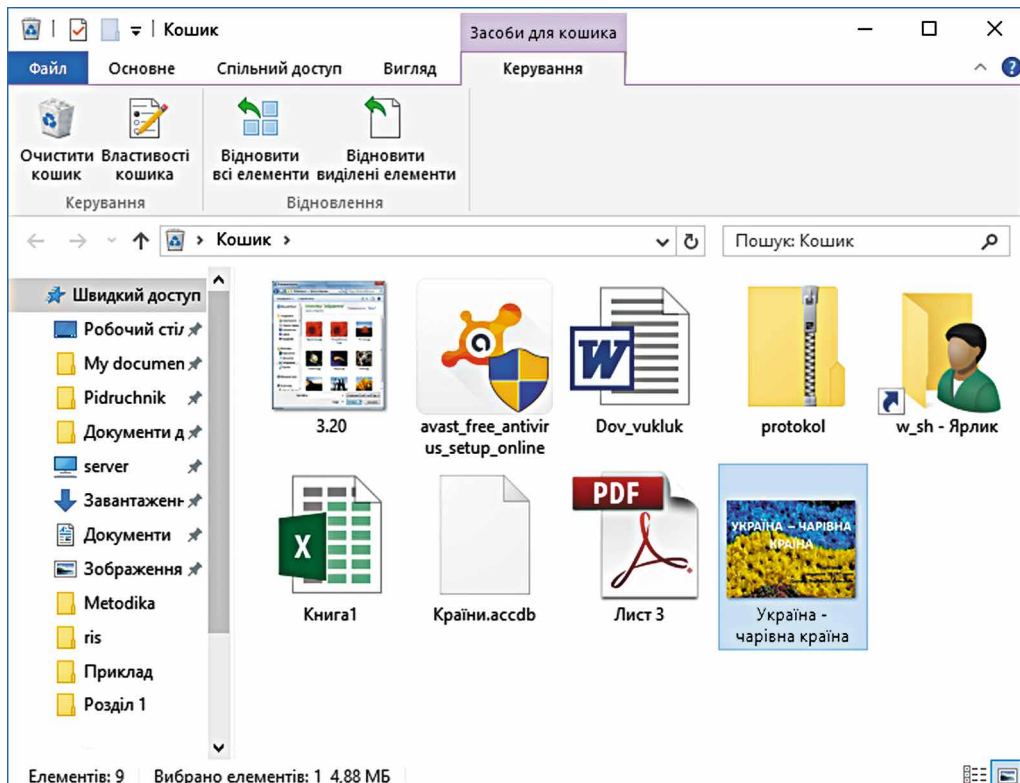 Кошик
Засоби для кошика
Файл
Основне
Спільний доступ
Вигляд
Керування
Очистити кошик
Властивості кошика
Відновити всі елементи
Відновити виділені елементи
Керування
Відновлення
Кошик
Пошук: Кошик
Швидкий доступ
Робочий стіл
My documen
Pidruchnik
Документи д
server
Завантажен
Документи
Зображення
Metodika
ris
Приклад
Розділ 1
3.20
avast_free_antivir
us_setup_online
Dov_vukluk
protokol
w_sh - Ярлик
PDF
УКРАЇНА – ЧАРІВНА
КРАЇНА
Книга1
Країни.accdb
Лист 3
Україна -
чарівна країна
Елементів: 9
Вибрано елементів: 1 4,88 МБ